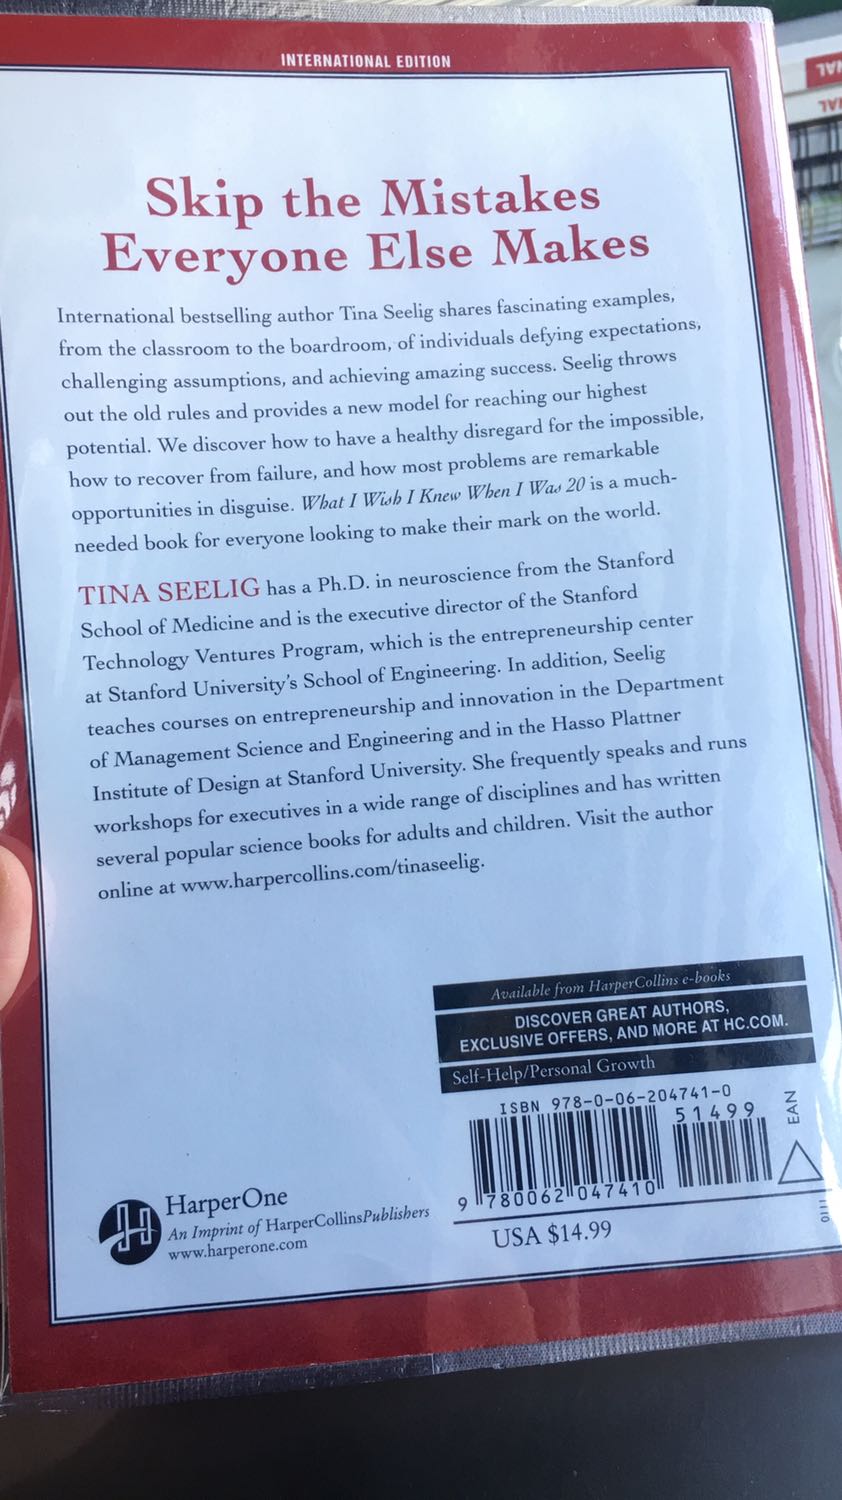 INTERNATIONAL EDITION
Skip the Mistakes
Everyone Else Makes
International bestselling author Tina Seelig shares fascinating examples,
from the classroom to the boardroom, of individuals defying expectations,
challenging assumptions, and achieving amazing success. Seelig throws
out the old rules and provides a new model for reaching our highest
potential. We discover how to have a healthy disregard for the impossible,
how to recover from failure, and how most problems are remarkable
opportunities in disguise. What I Wish I Knew When I Was 20 is a much-
needed book for everyone looking to make their mark on the world.
TINA SEELIG has a Ph.D. in neuroscience from the Stanford
School of Medicine and is the executive director of the Stanford
Technology Ventures Program, which is the entrepreneurship center
at Stanford University's School of Engineering. In addition, Seelig
teaches courses on entrepreneurship and innovation in the Department
of Management Science and Engineering and in the Hasso Plattner
Institute of Design at Stanford University. She frequently speaks and runs
workshops for executives in a wide range of disciplines and has written
several popular science books for adults and children. Visit the author
online at www.harpercollins.com/tinaseelig.
Available from HarperCollins e-books
DISCOVER GREAT AUTHORS,
EXCLUSIVE OFFERS, AND MORE AT HC.COM.
Self-Help/Personal Growth
ISBN 978-0-06-204741-0
51499
EAN
9 780062 047410
0111
USA $14.99
HarperOne
An Imprint of HarperCollinsPublishers
www.harperone.com